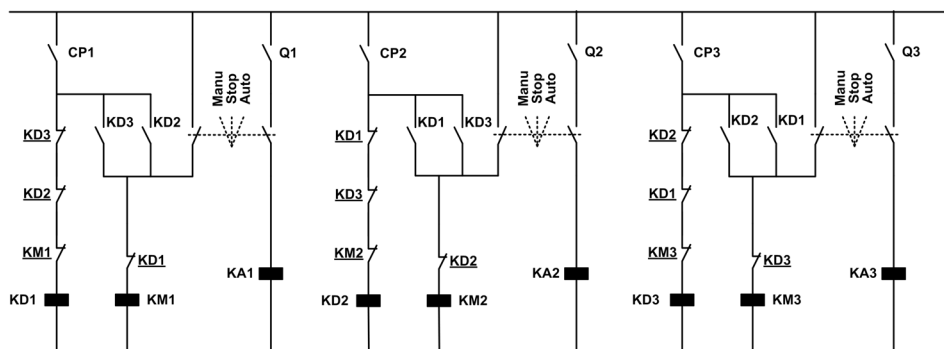 CP1
Q1
CP2
Q2
CP3
Q3
Manu
Stop
Auto
Manu
Stop
Auto
Manu
Stop
Auto
KD3
KD3
KD2
KD1
KD1
KD3
KD2
KD2
KD1
KD2
KD3
KD1
KM1
KD1
KM2
KD2
KM3
KD3
KA1
KA2
KA3
KD1
KM1
KD2
KM2
KD3
KM3